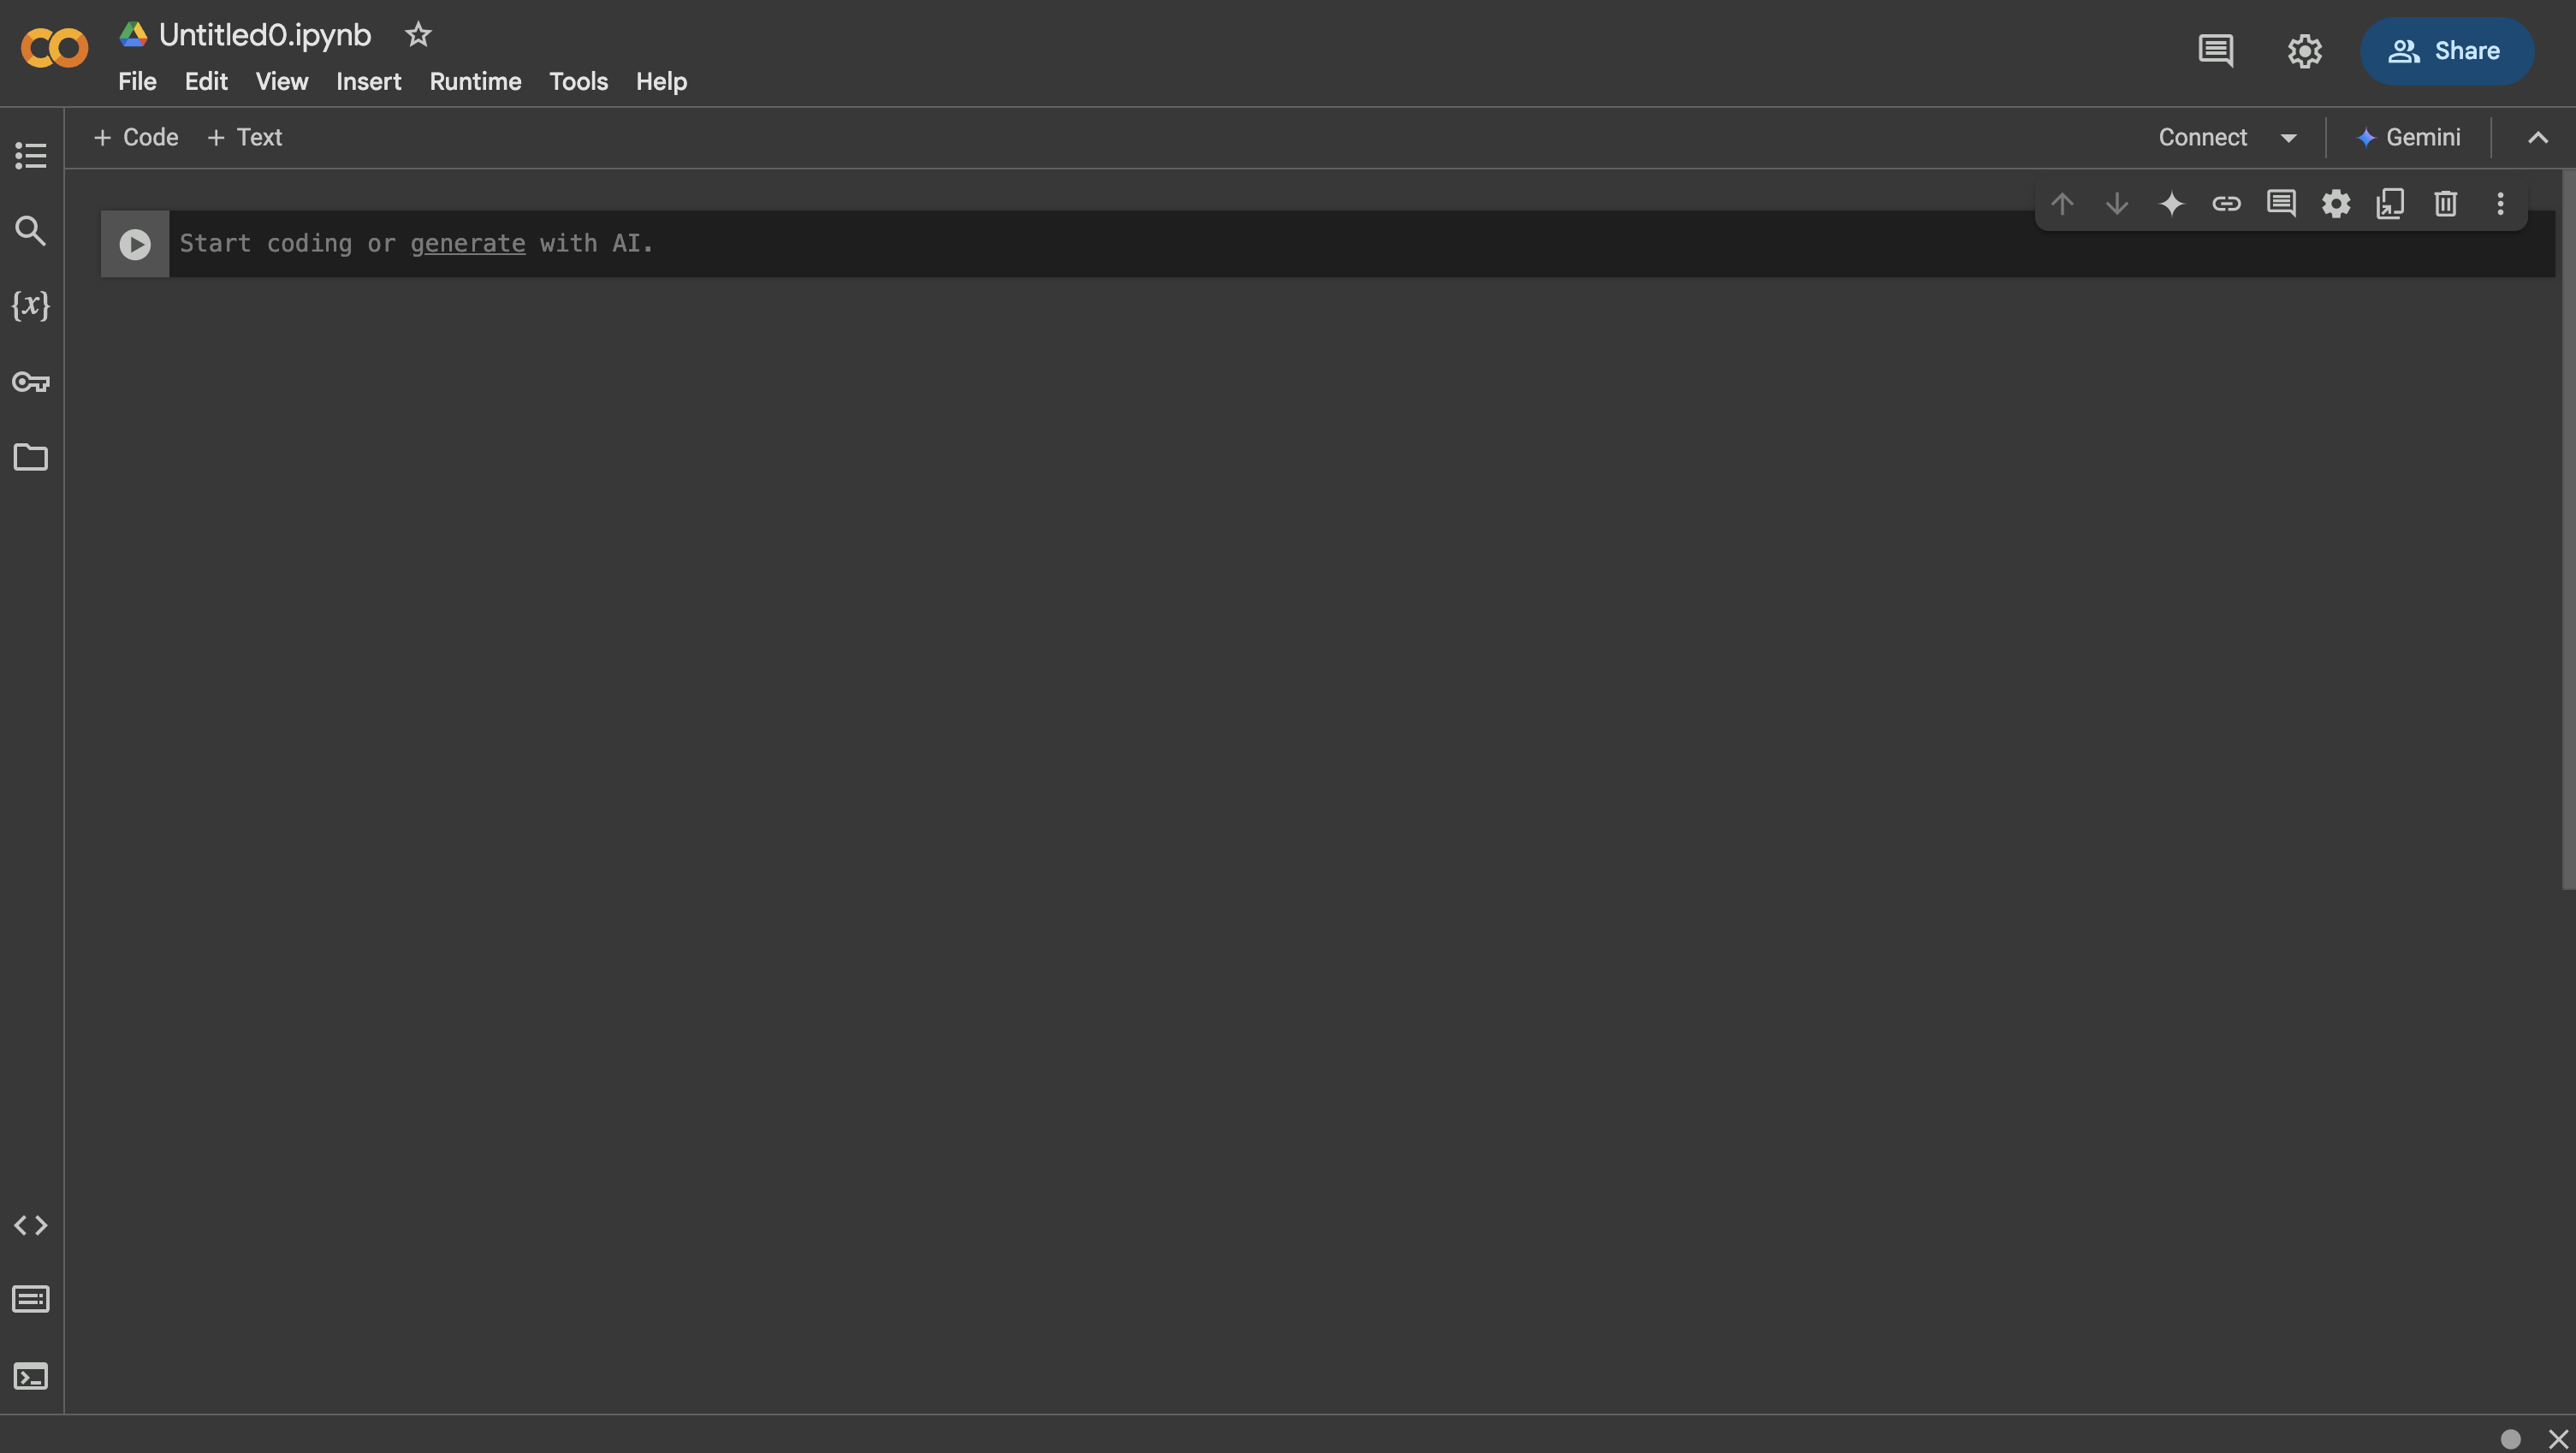 Untitled0.ipynb
File Edit View Insert Runtime Tools Help
Share
+ Code + Text
Connect
Gemini
{x}
Start coding or generate with AI.